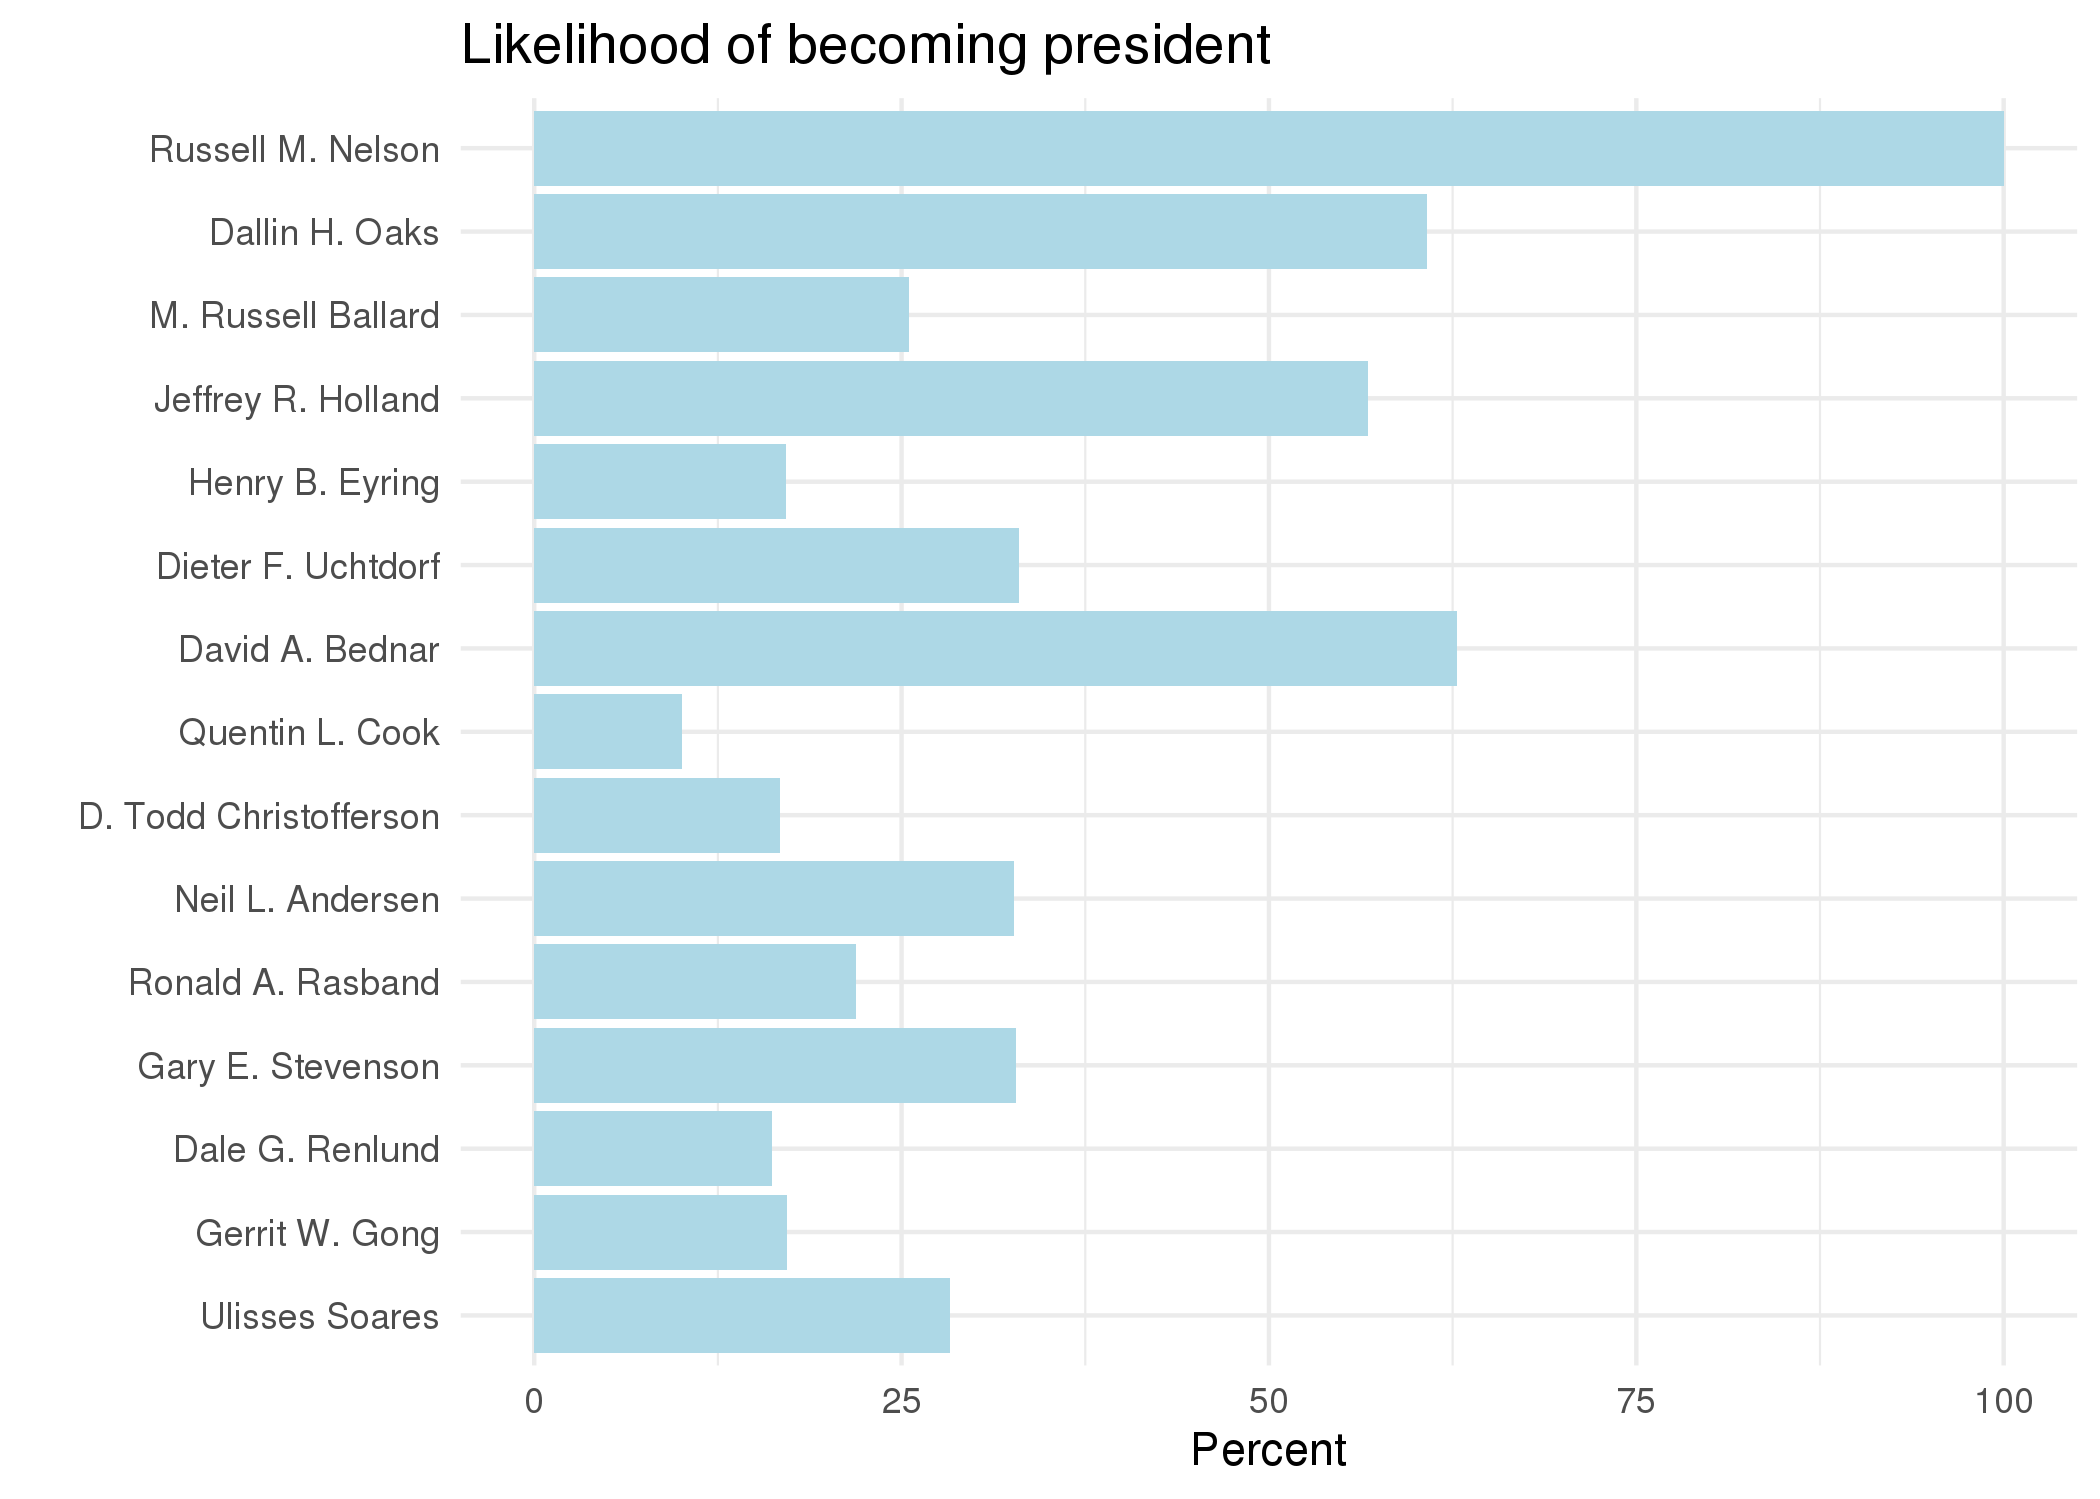 Likelihood of becoming president
Russell M. Nelson
Dallin H. Oaks
M. Russell Ballard
Jeffrey R. Holland
Henry B. Eyring
Dieter F. Uchtdorf
David A. Bednar
Quentin L. Cook
D. Todd Christofferson
Neil L. Andersen
Ronald A. Rasband
Gary E. Stevenson
Dale G. Renlund
Gerrit W. Gong
Ulisses Soares
0 25 50 75 100
Percent